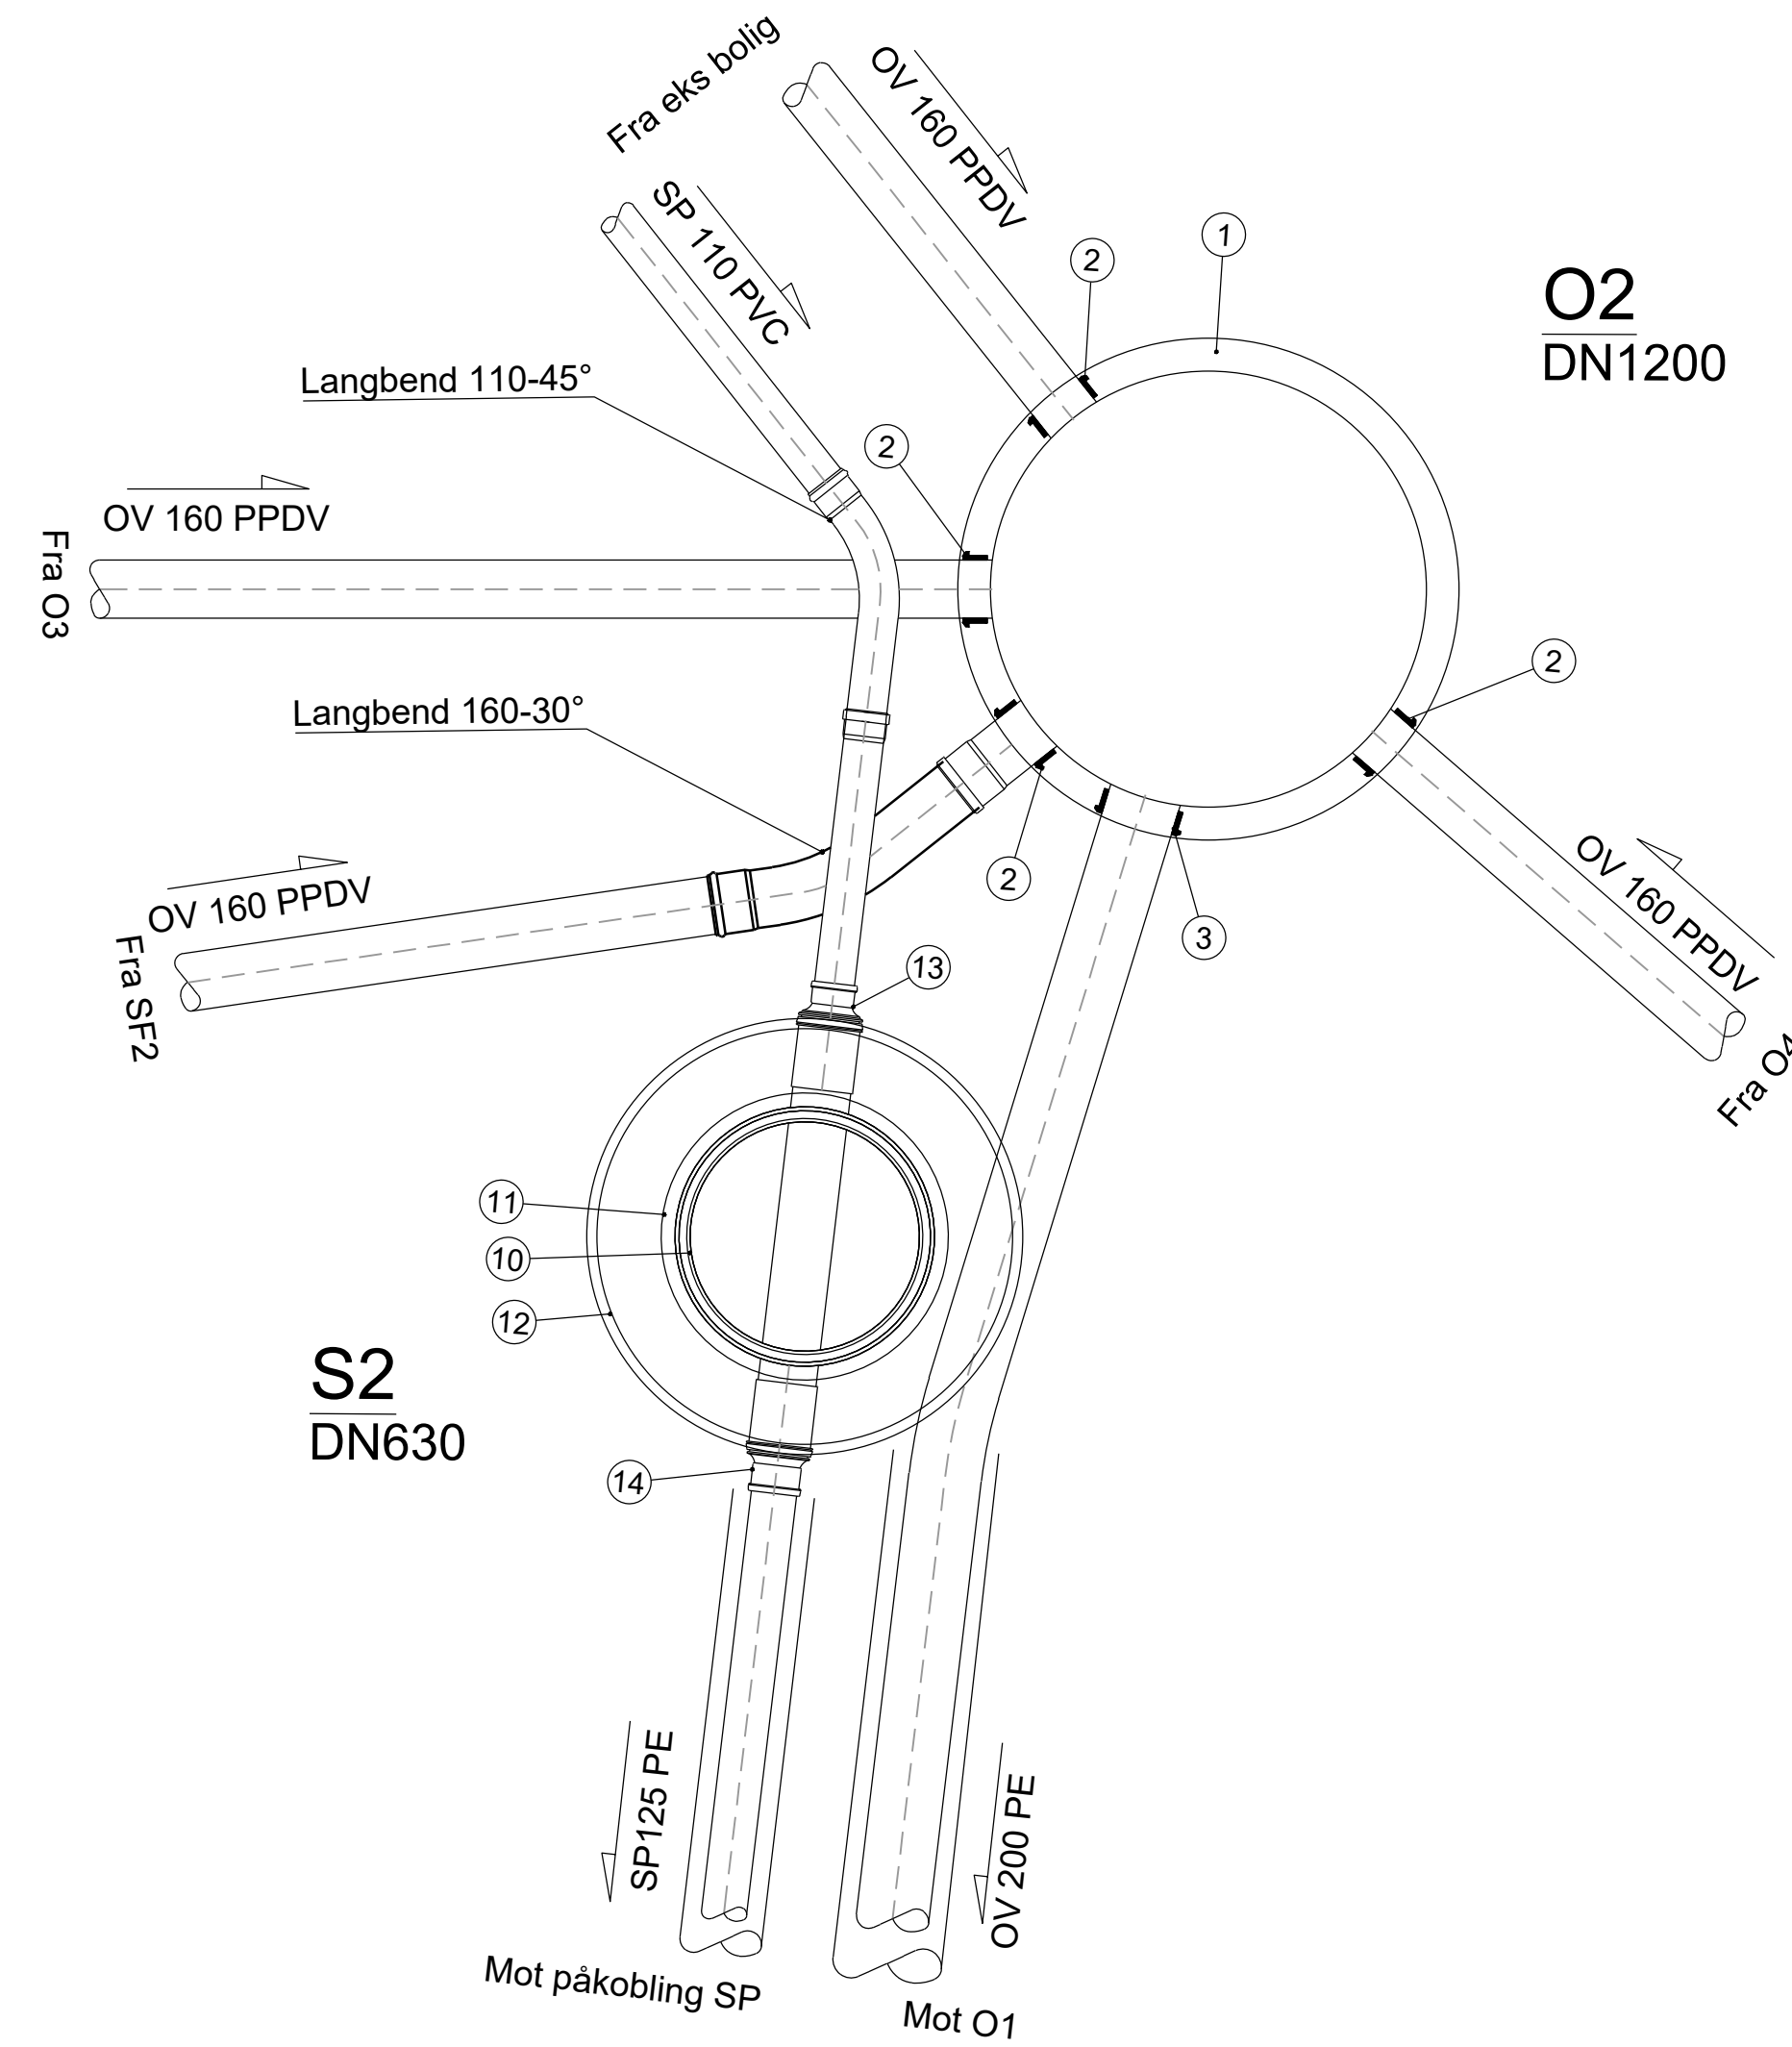 Fra eks bolig
OV 160 PPDV
SP 110 PVC
1
2
O2
DN1200
Langbend 110-45°
2
OV 160 PPDV
Fra O3
2
Langbend 160-30°
OV 160 PPDV
Fra SF2
2
3
OV 160 PPDV
Fra O4
13
11
10
12
S2
DN630
14
SP125 PE
OV 200 PE
Mot påkobling SP
Mot O1